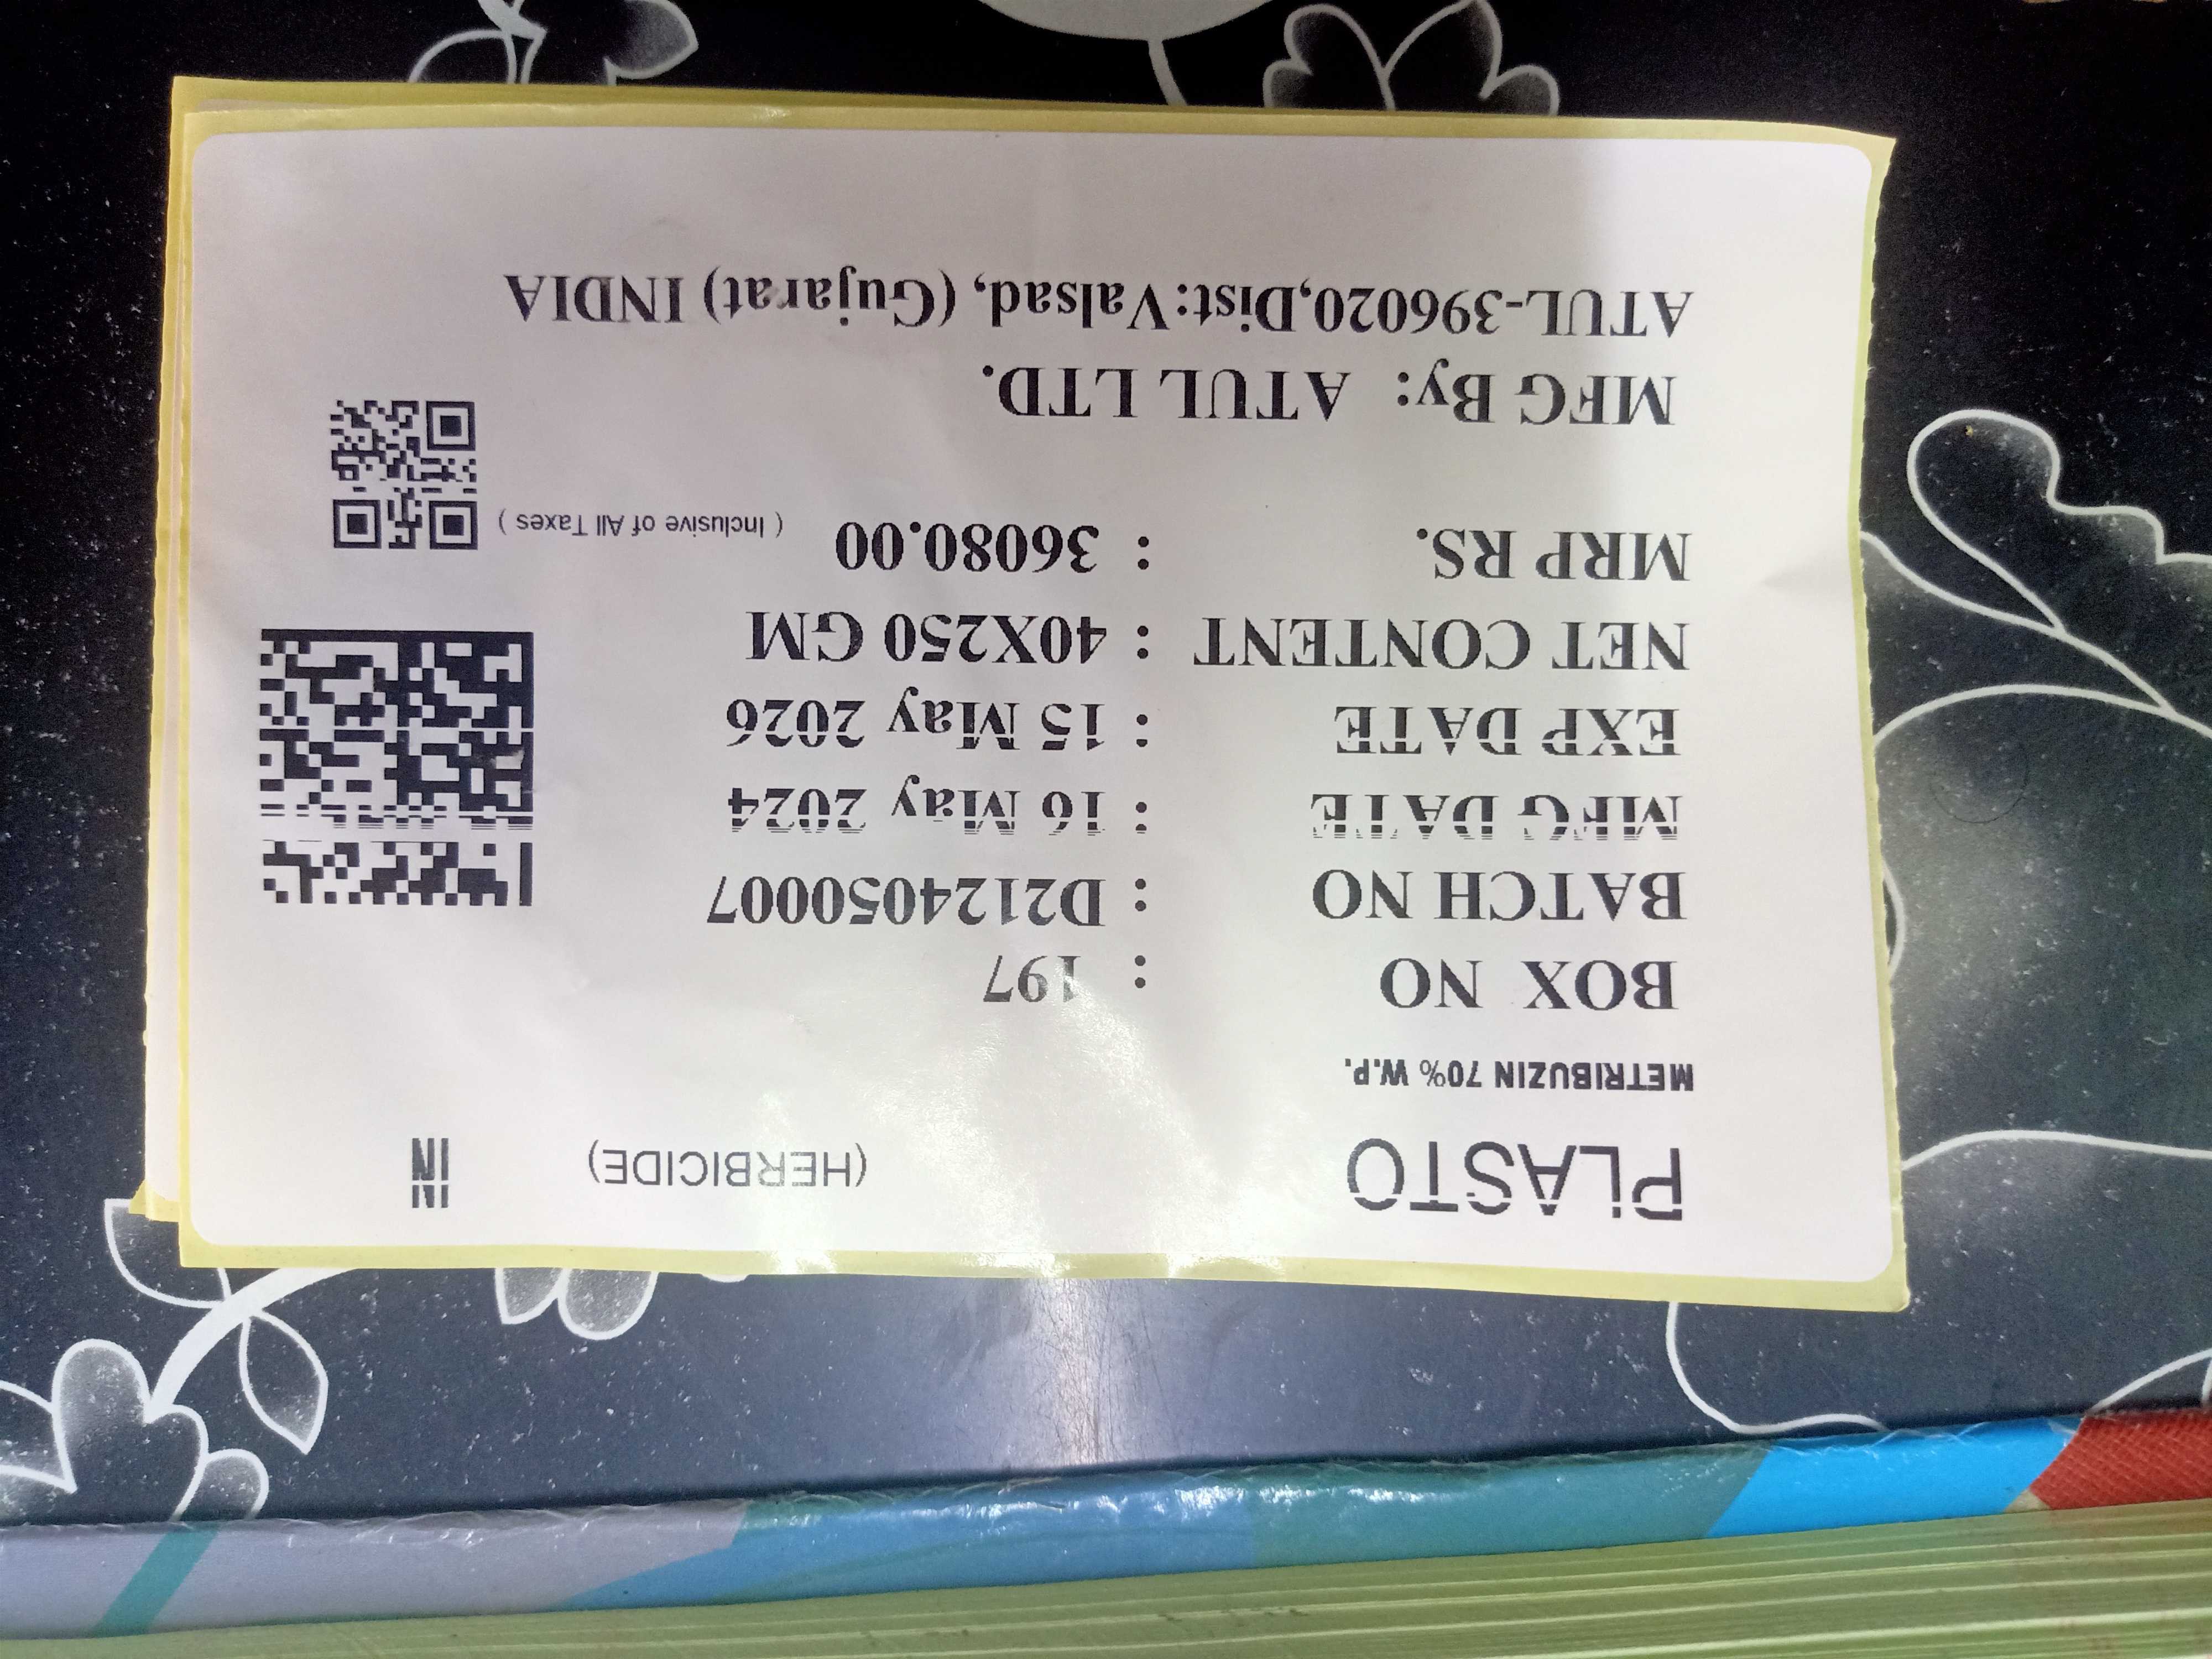 PLASTO (HERBICIDE) IN
METRIBUZIN 70% W.P.
BOX NO : 197
BATCH NO : D2124050007
MFG DATE : 16 May 2024
EXP DATE : 15 May 2026
NET CONTENT : 40X250 GM
MRP RS. : 36080.00 ( Inclusive of All Taxes )
MFG By: ATUL LTD.
ATUL-396020,Dist:Valsad, (Gujarat) INDIA